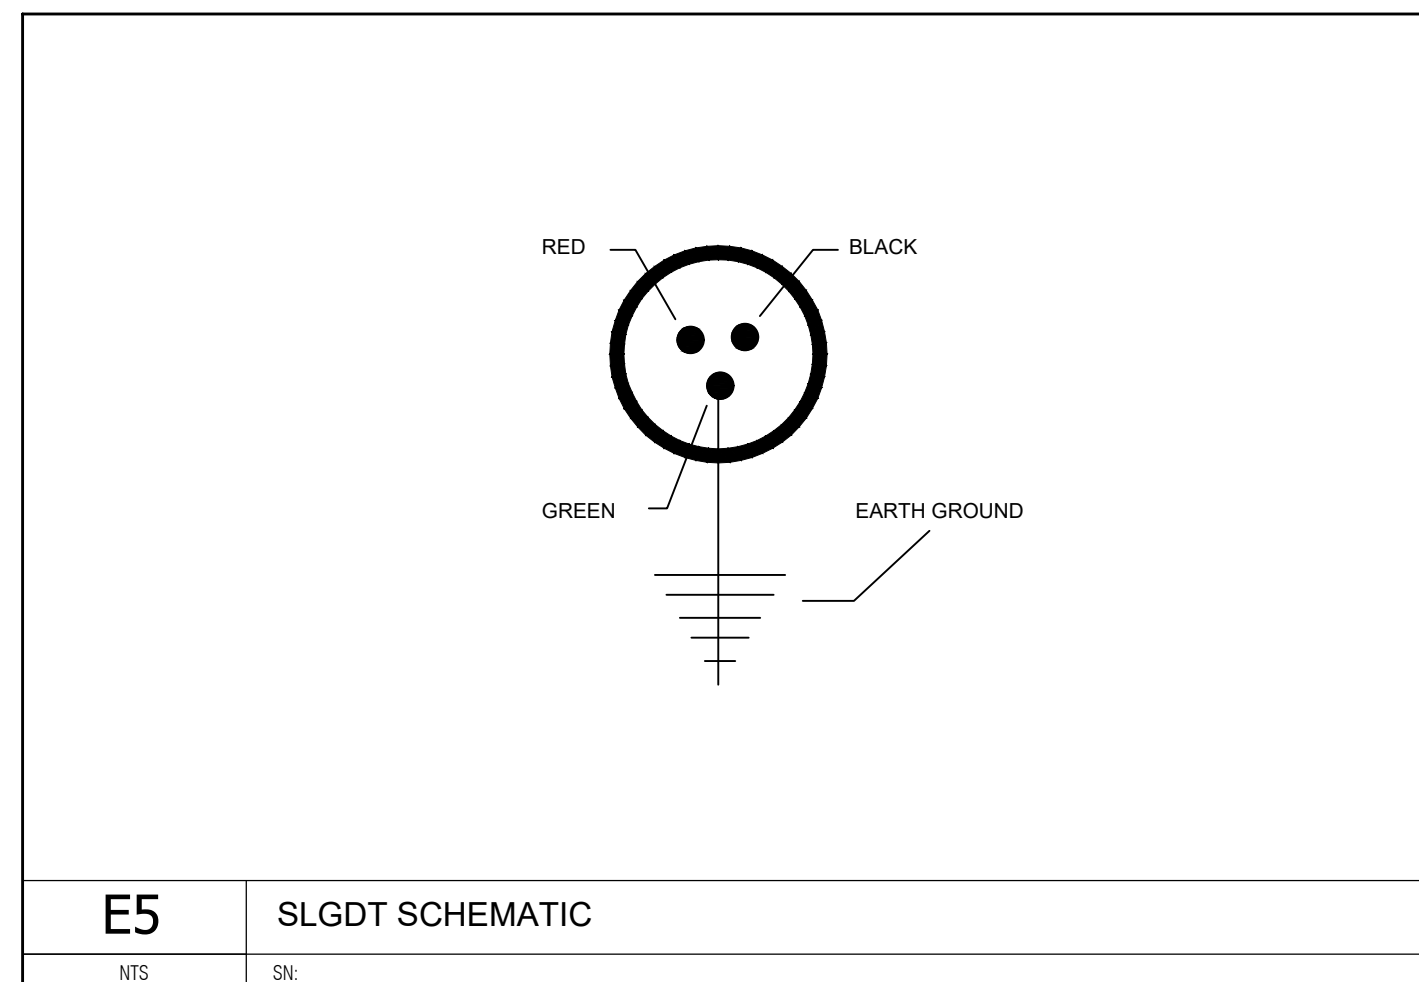 RED
BLACK
GREEN
EARTH GROUND
E5
SLGDT SCHEMATIC
NTS
SN: